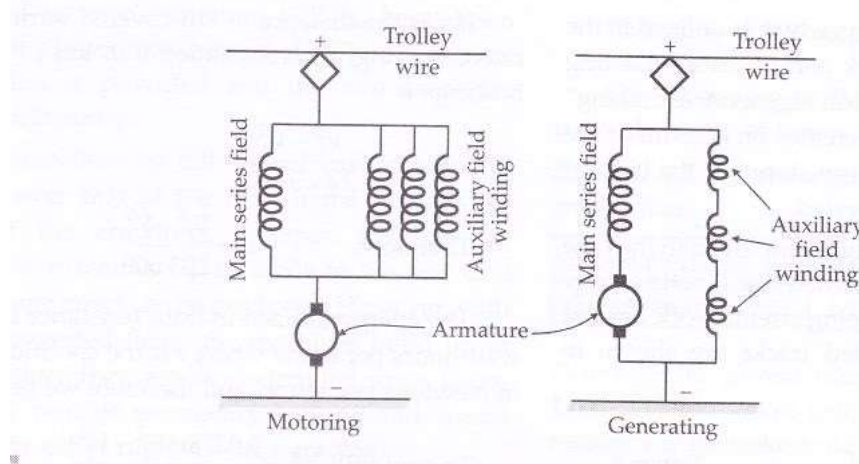 +
Trolley
wire
Main series field
Auxiliary field
winding
Armature
−
Motoring
+
Trolley
wire
Main series field
Auxiliary
field
winding
−
Generating